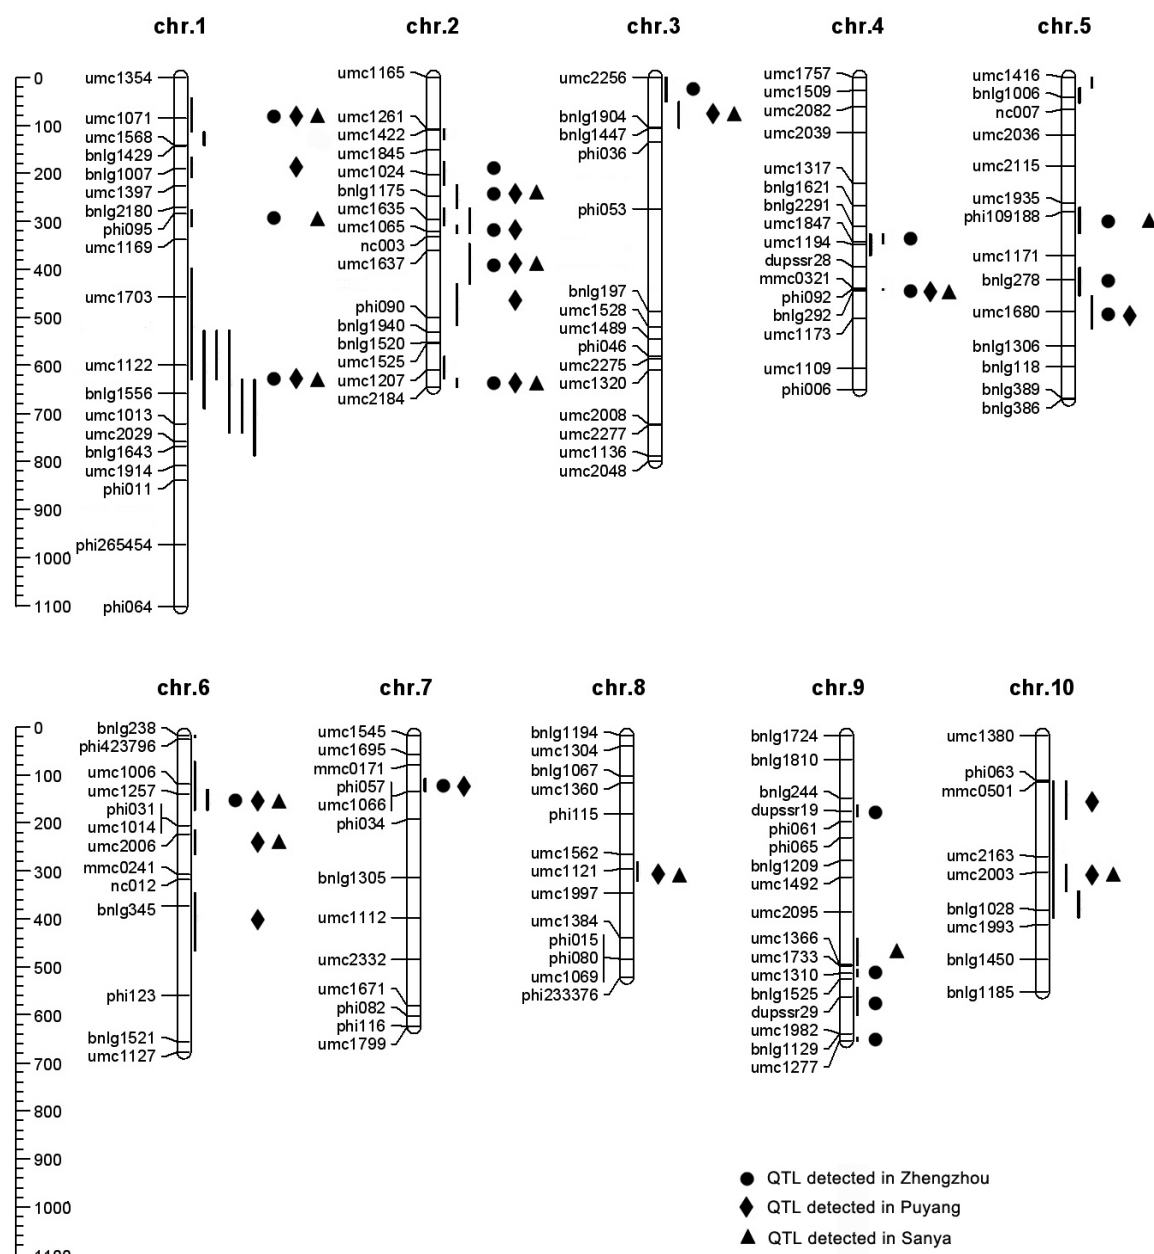 chr.1
chr.2
chr.3
chr.4
chr.5
0
100
200
300
400
500
600
700
800
900
1000
1100
umc1354
umc1071
umc1568
bnlg1429
bnlg1007
umc1397
bnlg2180
phi095
umc1169
umc1703
umc1122
bnlg1556
umc1013
umc2029
bnlg1643
umc1914
phi011
phi265454
phi064
umc1165
umc1261
umc1422
umc1845
umc1024
bnlg1175
umc1635
umc1065
nc003
umc1637
phi090
bnlg1940
bnlg1520
umc1525
umc1207
umc2184
umc2256
bnlg1904
bnlg1447
phi036
phi053
bnlg197
umc1528
umc1489
phi046
umc2275
umc1320
umc2008
umc2277
umc1136
umc2048
umc1757
umc1509
umc2082
umc2039
umc1317
bnlg1621
bnlg2291
umc1847
umc1194
dupssr28
mmc0321
phi092
bnlg292
umc1173
umc1109
phi006
umc1416
bnlg1006
nc007
umc2036
umc2115
umc1935
phi109188
umc1171
bnlg278
umc1680
bnlg1306
bnlg118
bnlg389
bnlg386
chr.6
chr.7
chr.8
chr.9
chr.10
0
100
200
300
400
500
600
700
800
900
1000
1100
bnlg238
phi423796
umc1006
umc1257
phi031
umc1014
umc2006
mmc0241
nc012
bnlg345
phi123
bnlg1521
umc1127
umc1545
umc1695
mmc0171
phi057
umc1066
phi034
bnlg1305
umc1112
umc2332
umc1671
phi082
phi116
umc1799
bnlg1194
umc1304
bnlg1067
umc1360
phi115
umc1562
umc1121
umc1997
umc1384
phi015
phi080
umc1069
phi233376
bnlg1724
bnlg1810
bnlg244
dupssr19
phi061
phi065
bnlg1209
umc1492
umc2095
umc1366
umc1733
umc1310
bnlg1525
dupssr29
umc1982
bnlg1129
umc1277
umc1380
phi063
mmc0501
umc2163
umc2003
bnlg1028
umc1993
bnlg1450
bnlg1185
QTL detected in Zhengzhou
QTL detected in Puyang
QTL detected in Sanya